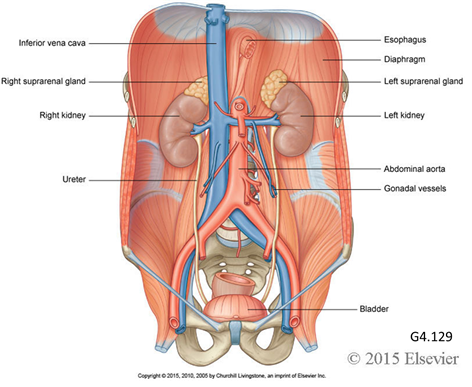 Inferior vena cava
Esophagus
Diaphragm
Right suprarenal gland
Left suprarenal gland
Right kidney
Left kidney
Abdominal aorta
Ureter
Gonadal vessels
Bladder
G4.129
© 2015 Elsevier
Copyright © 2015, 2010, 2005 by Churchill Livingstone, an imprint of Elsevier Inc.